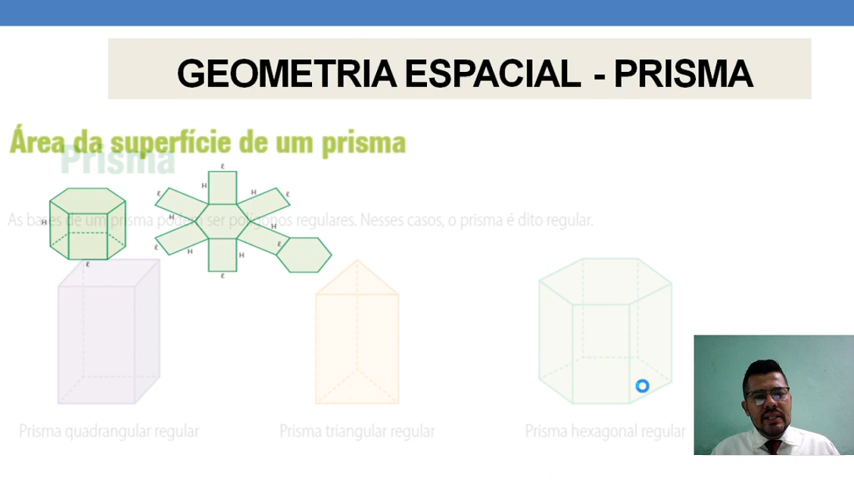 GEOMETRIA ESPACIAL - PRISMA
Área da superfície de um prisma
Prisma
As bases de um prisma podem ser polígonos regulares. Nesses casos, o prisma é dito regular.
ℓ
H
H
ℓ
ℓ
H
H
H
ℓ
ℓ
H
H
ℓ
ℓ
Prisma quadrangular regular
Prisma triangular regular
Prisma hexagonal regular